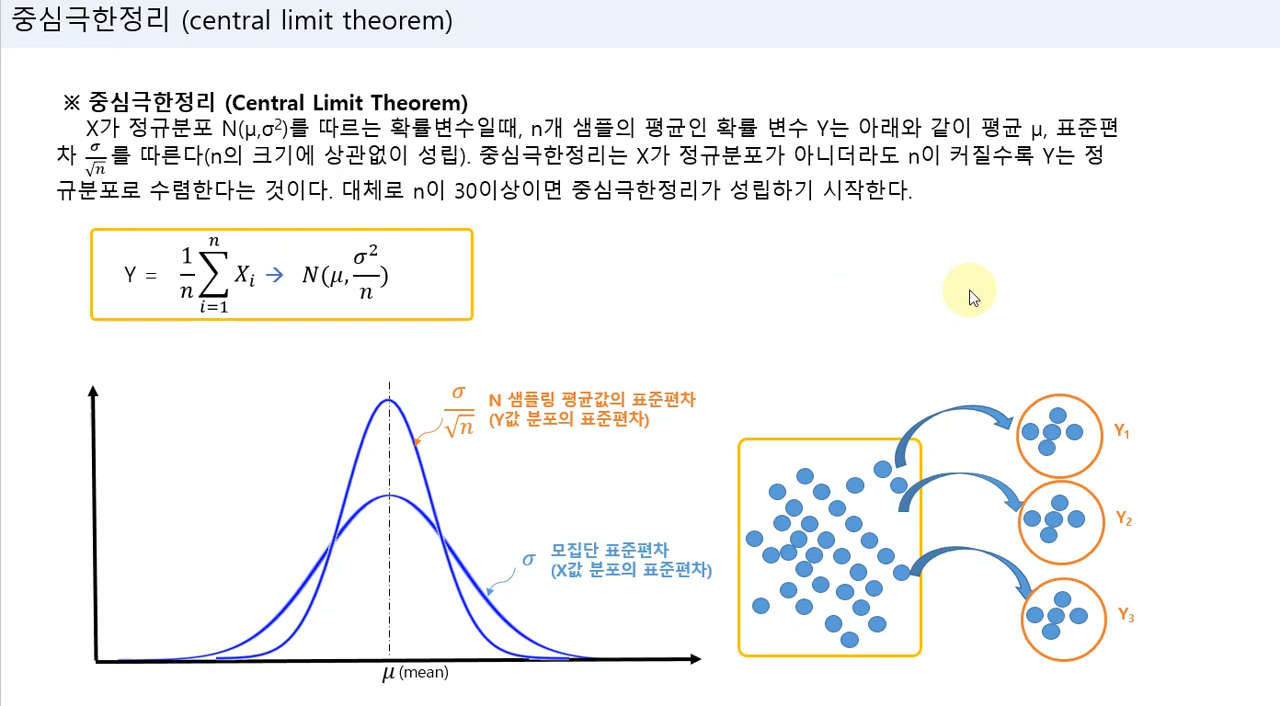 중심극한정리 (central limit theorem)
※ 중심극한정리 (Central Limit Theorem)
X가 정규분포 N(μ,σ²)를 따르는 확률변수일때, n개 샘플의 평균인 확률 변수 Y는 아래와 같이 평균 μ, 표준편
차 σ/√n 를 따른다(n의 크기에 상관없이 성립). 중심극한정리는 X가 정규분포가 아니더라도 n이 커질수록 Y는 정
규분포로 수렴한다는 것이다. 대체로 n이 30이상이면 중심극한정리가 성립하기 시작한다.
Y = 1/n ∑ᵢ₌₁ⁿ Xᵢ → N(μ, σ²/n)
σ/√n
N 샘플링 평균값의 표준편차
(Y값 분포의 표준편차)
σ
모집단 표준편차
(X값 분포의 표준편차)
μ (mean)
Y₁
Y₂
Y₃